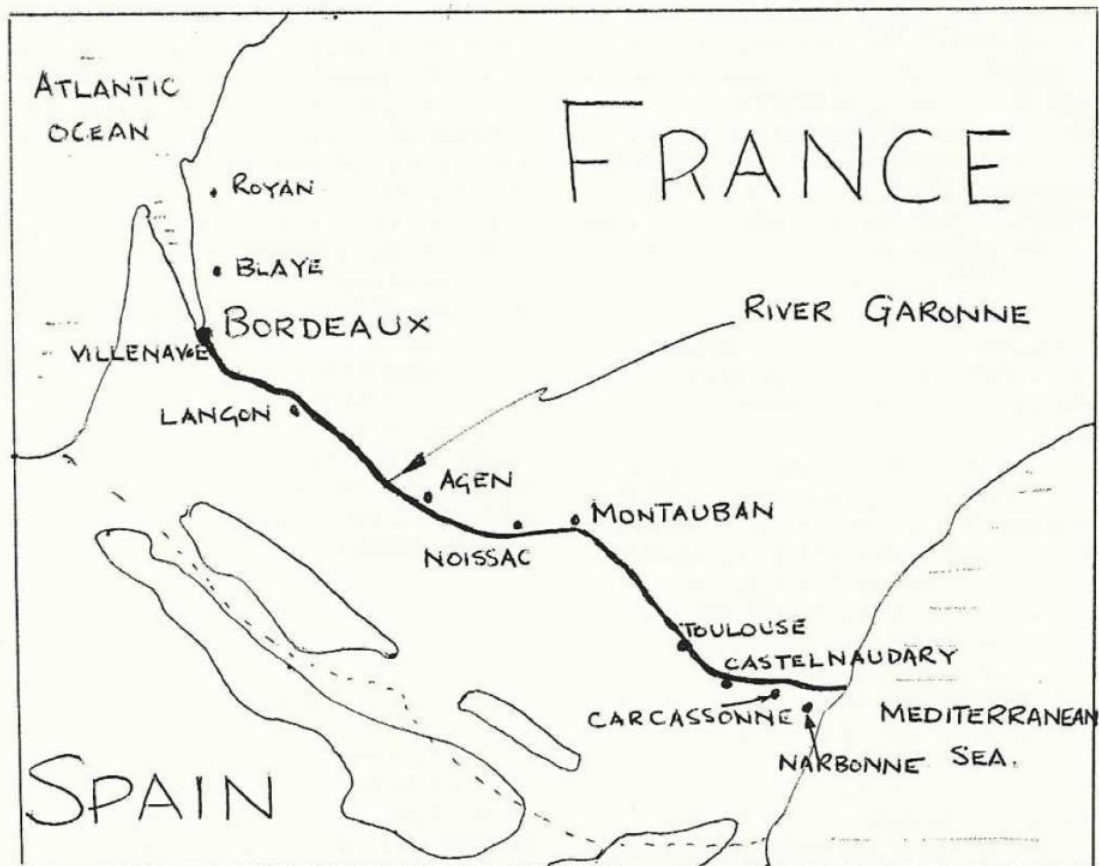 ATLANTIC
OCEAN
FRANCE
ROYAN
BLAYE
BORDEAUX
RIVER GARONNE
VILLENAVE
LANGON
AGEN
MONTAUBAN
NOISSAC
TOULOUSE
CASTELNAUDARY
CARCASSONNE
MEDITERRANEAN
SEA.
NARBONNE
SPAIN